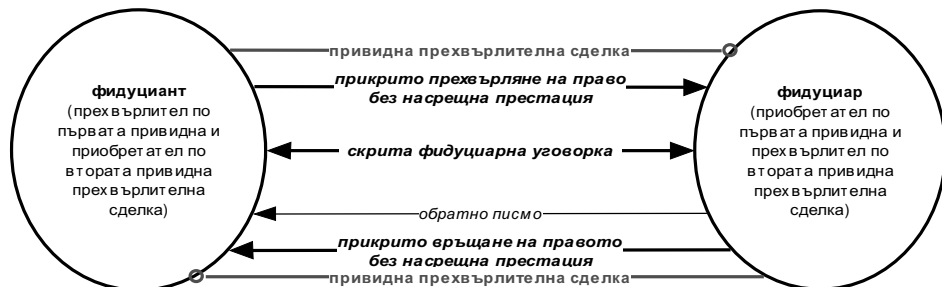 привидна прехвърлителна сделка
прикрито прехвърляне на право
без насрещна престация
фидуциант
(прехвърлител по
първата привидна и
приобретател по
втората привидна
прехвърлителна
сделка)
скрита фидуциарна уговорка
фидуциар
(приобретател по
първата привидна и
прехвърлител по
втората привидна
прехвърлителна
сделка)
обратно писмо
прикрито връщане на правото
без насрещна престация
привидна прехвърлителна сделка